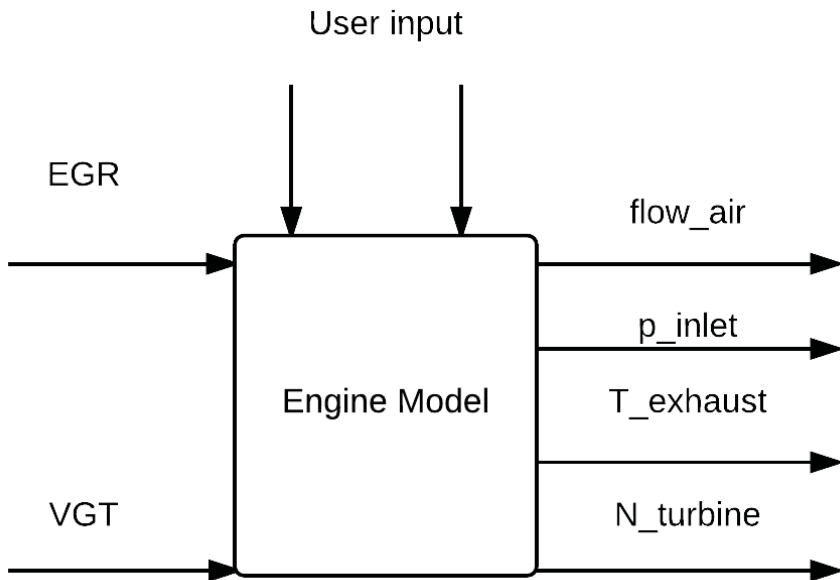 User input
EGR
flow_air
p_inlet
Engine Model
T_exhaust
VGT
N_turbine